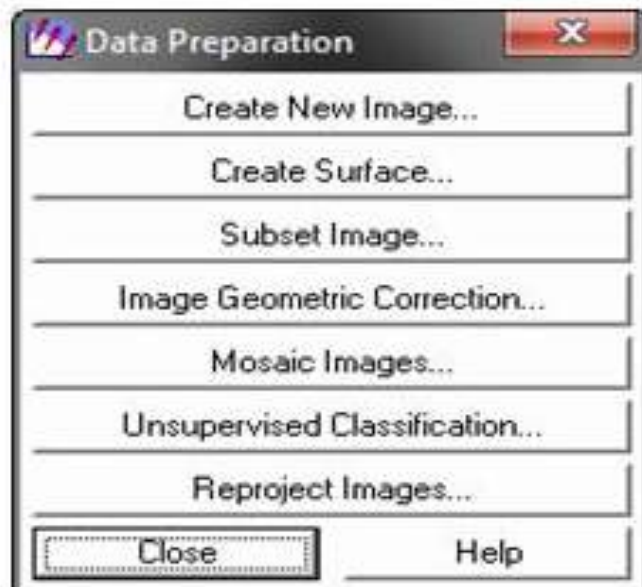 Data Preparation
Create New Image...
Create Surface...
Subset Image...
Image Geometric Correction...
Mosaic Images...
Unsupervised Classification...
Reproject Images...
Close Help